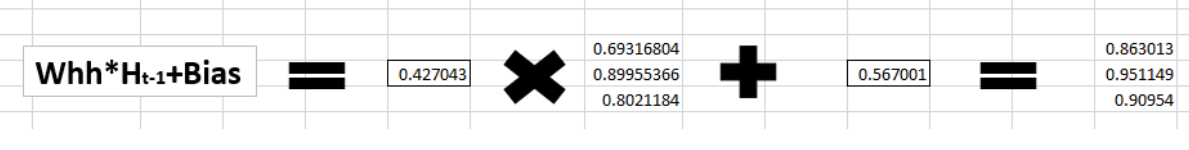 Whh*Ht-1+Bias = 0.427043 × 0.69316804 + 0.567001 = 0.863013
0.89955366 0.951149
0.8021184 0.90954